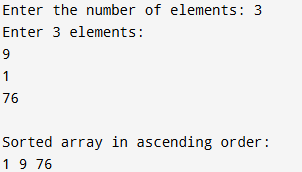 Enter the number of elements: 3
Enter 3 elements:
9
1
76
Sorted array in ascending order:
1 9 76